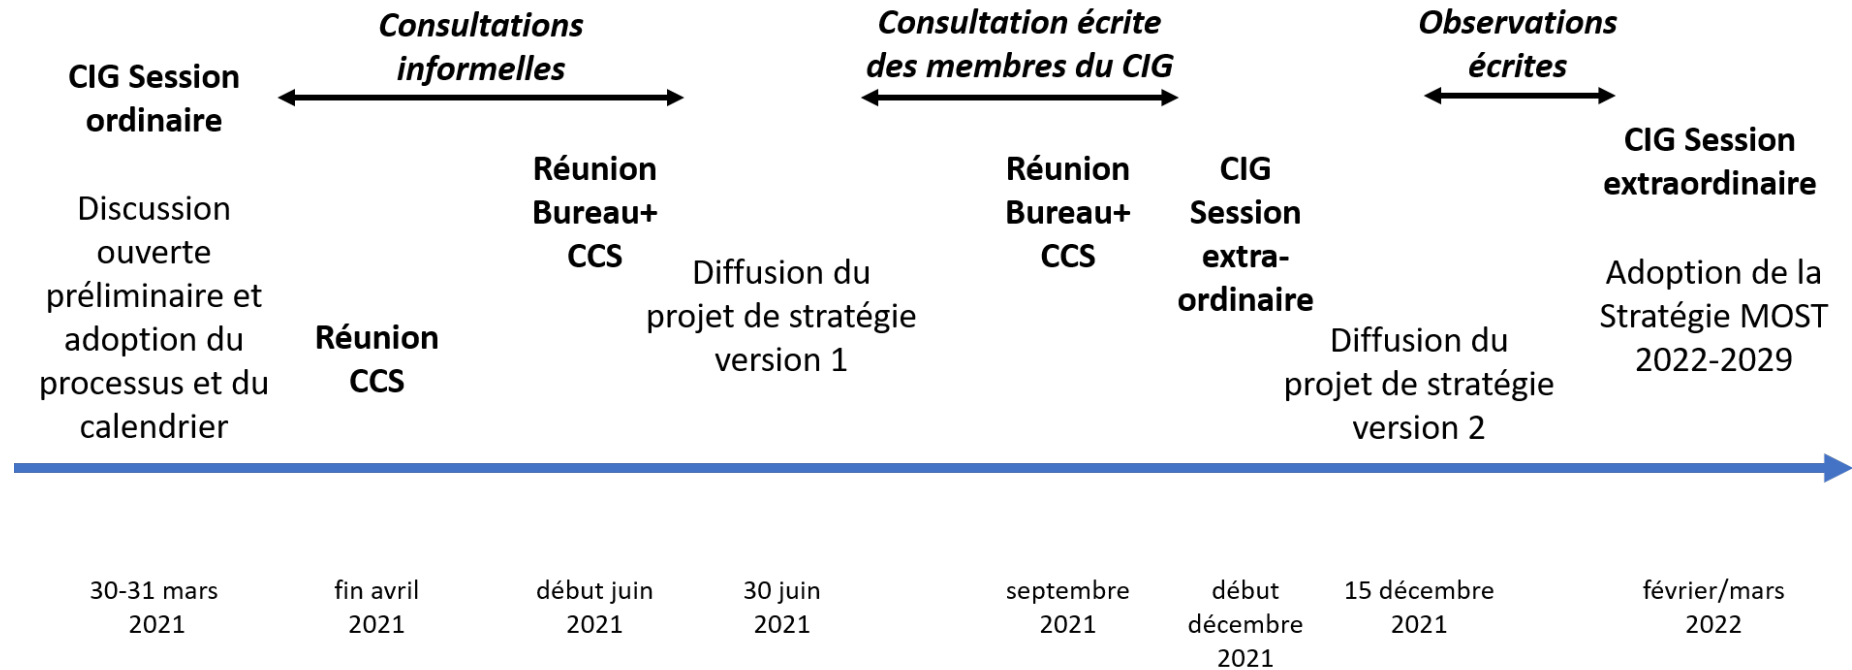 CIG Session
ordinaire
Discussion
ouverte
préliminaire et
adoption du
processus et du
calendrier
Consultations
informelles
Réunion
CCS
Réunion
Bureau+
CCS
Diffusion du
projet de stratégie
version 1
Consultation écrite
des membres du CIG
Réunion
Bureau+
CCS
CIG
Session
extra-
ordinaire
Diffusion du
projet de stratégie
version 2
Observations
écrites
CIG Session
extraordinaire
Adoption de la
Stratégie MOST
2022-2029
30-31 mars
2021
fin avril
2021
début juin
2021
30 juin
2021
septembre
2021
début
décembre
2021
15 décembre
2021
février/mars
2022